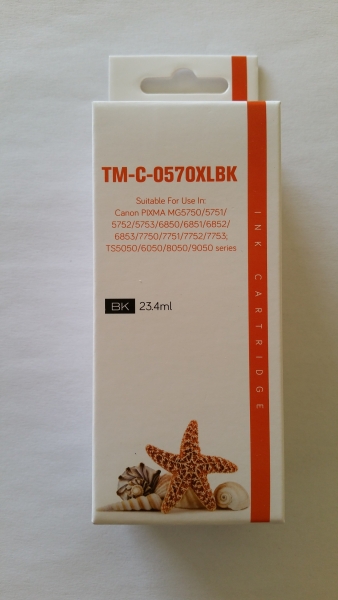 TM-C-0570XLBK
Suitable For Use In:
Canon PIXMA MG5750/5751/
5752/5753/6850/6851/6852/
6853/7750/7751/7752/7753;
TS5050/6050/8050/9050 series
BK 23.4ml
INK CARTRIDGE